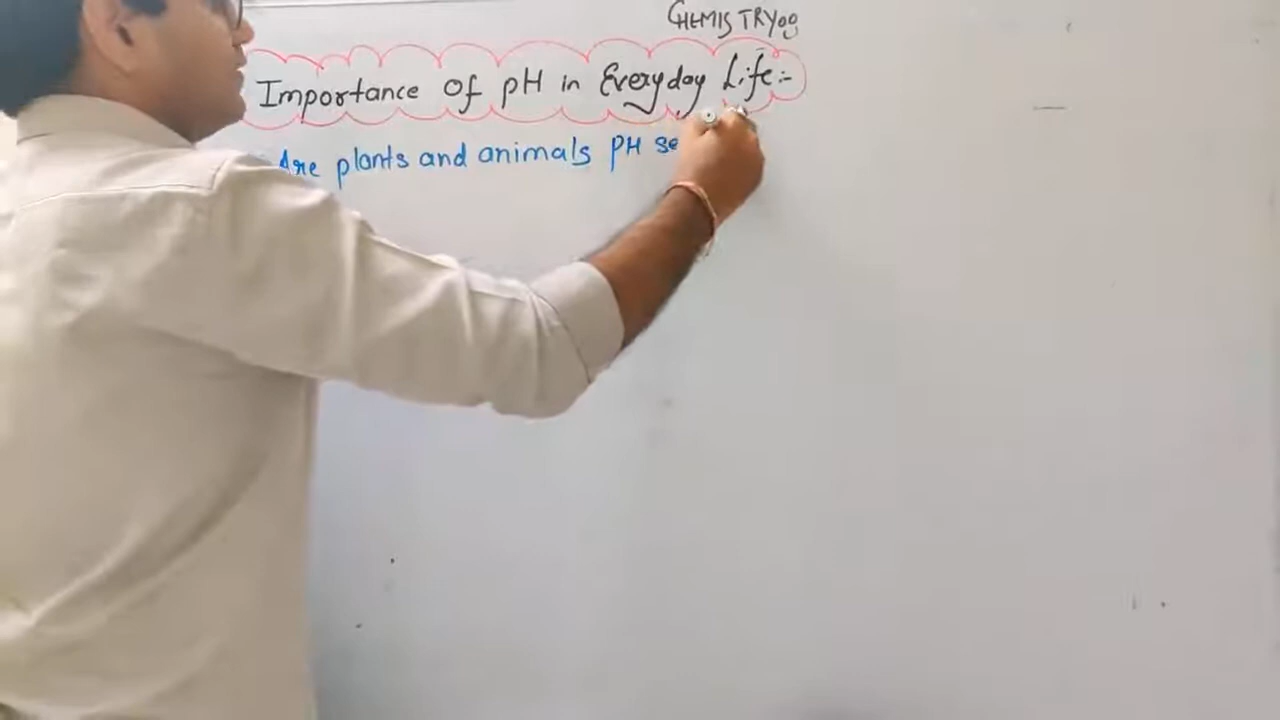 CHEMISTRY09
Importance of pH in Everyday Life:-
Are plants and animals PH se